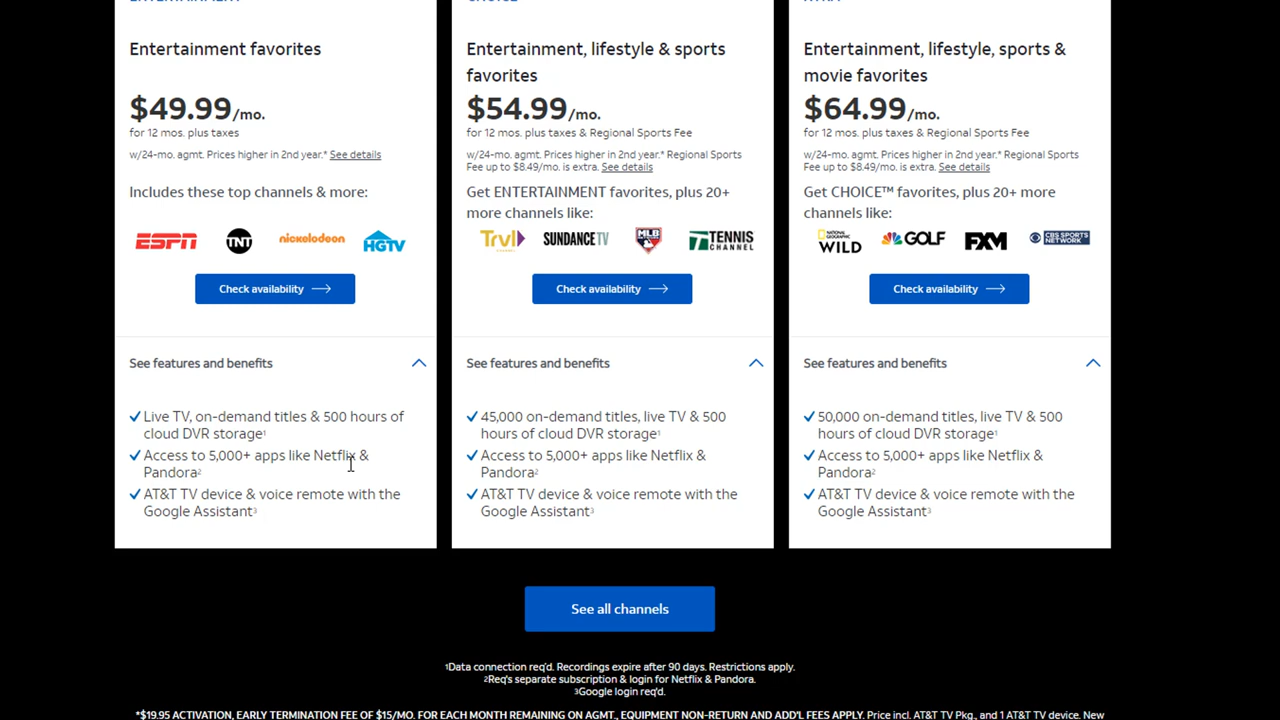 ENTERTAINMENT
Entertainment favorites
$49.99/mo.
for 12 mos. plus taxes
w/24-mo. agmt. Prices higher in 2nd year.* See details
Includes these top channels & more:
ESPN TNT nickelodeon HGTV
Check availability
See features and benefits
Live TV, on-demand titles & 500 hours of
cloud DVR storage¹
Access to 5,000+ apps like Netflix &
Pandora²
AT&T TV device & voice remote with the
Google Assistant³
CHOICE
Entertainment, lifestyle & sports
favorites
$54.99/mo.
for 12 mos. plus taxes & Regional Sports Fee
w/24-mo. agmt. Prices higher in 2nd year.* Regional Sports
Fee up to $8.49/mo. is extra. See details
Get ENTERTAINMENT favorites, plus 20+
more channels like:
Trvl SUNDANCETV MLB TENNIS CHANNEL
Check availability
See features and benefits
45,000 on-demand titles, live TV & 500
hours of cloud DVR storage¹
Access to 5,000+ apps like Netflix &
Pandora²
AT&T TV device & voice remote with the
Google Assistant³
Entertainment, lifestyle, sports &
movie favorites
$64.99/mo.
for 12 mos. plus taxes & Regional Sports Fee
w/24-mo. agmt. Prices higher in 2nd year.* Regional Sports
Fee up to $8.49/mo. is extra. See details
Get CHOICE™ favorites, plus 20+ more
channels like:
NATIONAL GEOGRAPHIC WILD GOLF FXM CBS SPORTS NETWORK
Check availability
See features and benefits
50,000 on-demand titles, live TV & 500
hours of cloud DVR storage¹
Access to 5,000+ apps like Netflix &
Pandora²
AT&T TV device & voice remote with the
Google Assistant³
See all channels
¹Data connection req'd. Recordings expire after 90 days. Restrictions apply.
²Req's separate subscription & login for Netflix & Pandora.
³Google login req'd.
*$19.95 ACTIVATION, EARLY TERMINATION FEE OF $15/MO. FOR EACH MONTH REMAINING ON AGMT., EQUIPMENT NON-RETURN AND ADD'L FEES APPLY. Price incl. AT&T TV Pkg., and 1 AT&T TV device. New